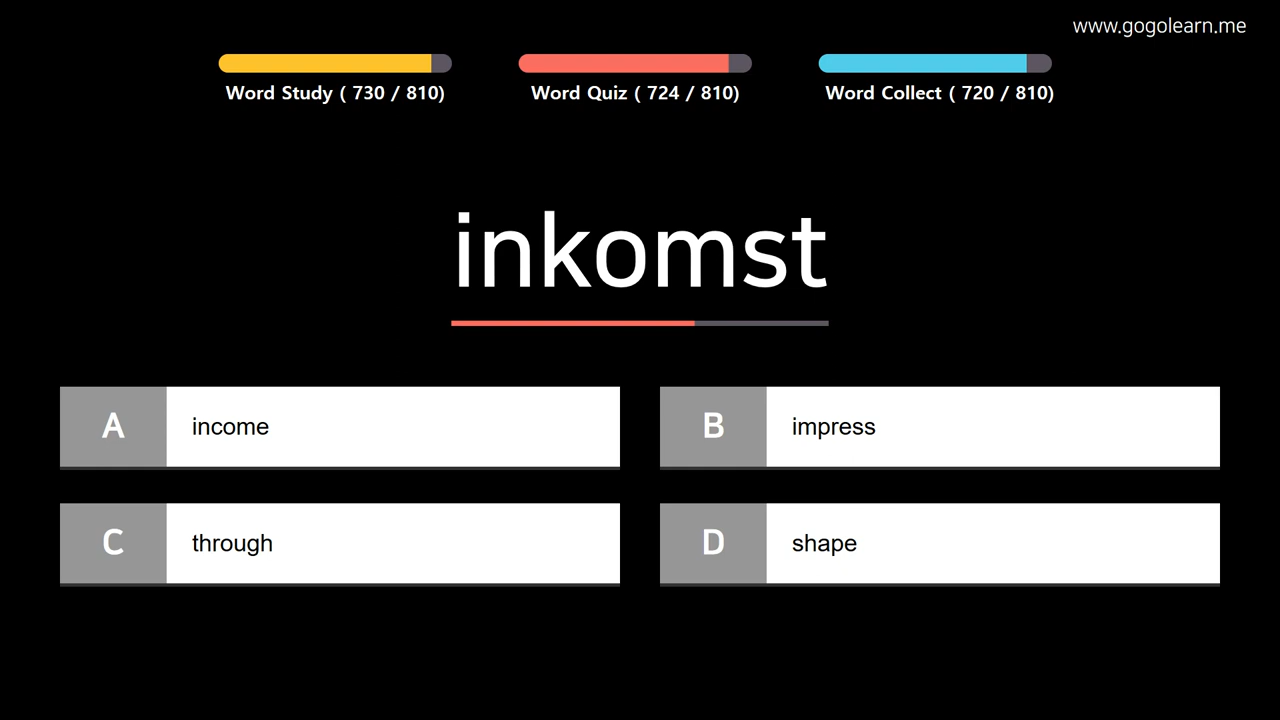 www.gogolearn.me
Word Study ( 730 / 810)
Word Quiz ( 724 / 810)
Word Collect ( 720 / 810)
inkomst
A income
B impress
C through
D shape